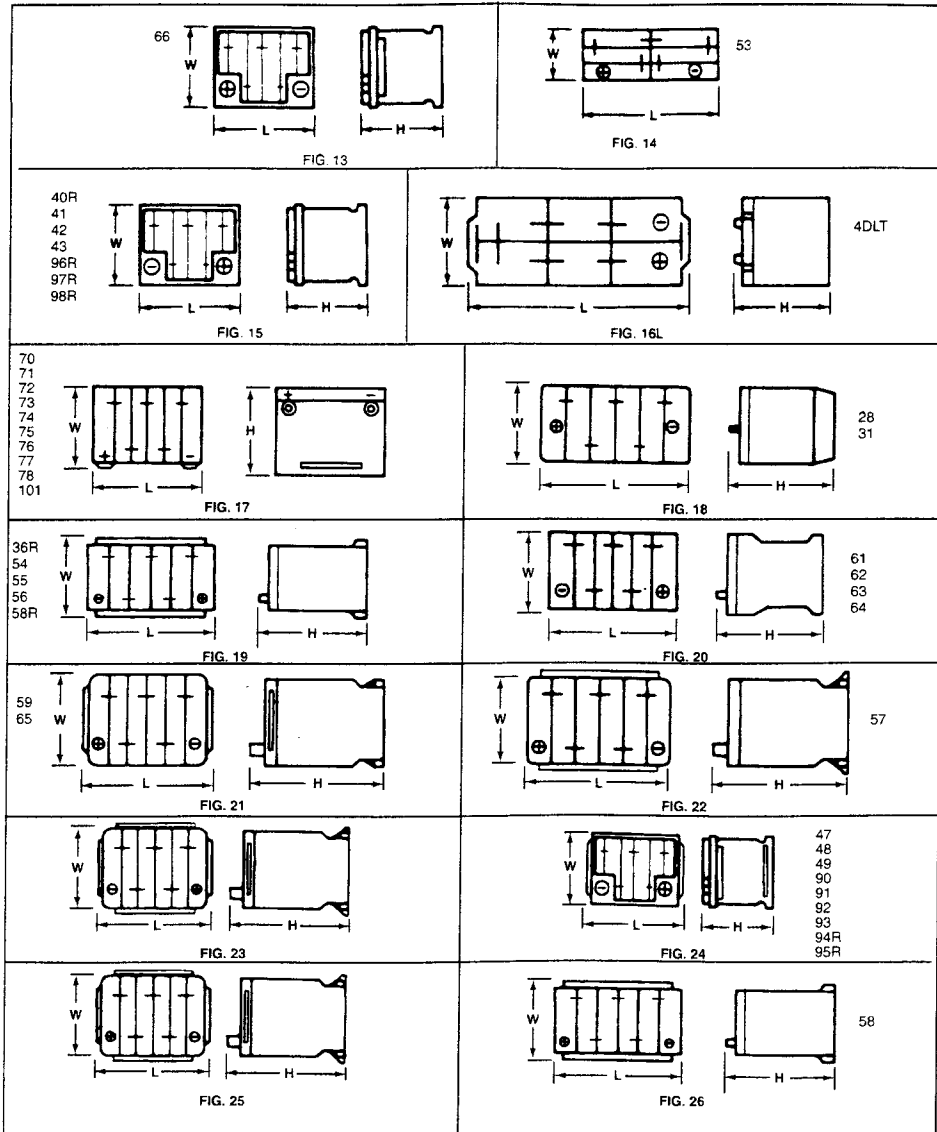 66
W
L
H
FIG. 13
53
W
L
FIG. 14
40R
41
42
43
96R
97R
98R
W
L
H
FIG. 15
4DLT
W
L
H
FIG. 16L
70
71
72
73
74
75
76
77
78
101
W
L
H
FIG. 17
28
31
W
L
H
FIG. 18
36R
54
55
56
58R
W
L
H
FIG. 19
61
62
63
64
W
L
H
FIG. 20
59
65
W
L
H
FIG. 21
57
W
L
H
FIG. 22
W
L
H
FIG. 23
47
48
49
90
91
92
93
94R
95R
W
L
H
FIG. 24
W
L
H
FIG. 25
58
W
L
H
FIG. 26